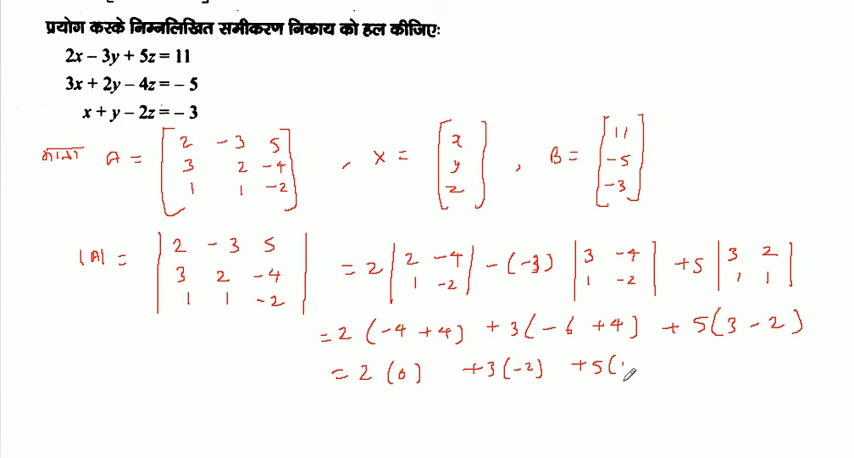 प्रयोग करके निम्नलिखित समीकरण निकाय को हल कीजिएः
2x – 3y + 5z = 11
3x + 2y – 4z = – 5
x + y – 2z = – 3
माना A = [2 -3 5; 3 2 -4; 1 1 -2], X = [x; y; z], B = [11; -5; -3]
|A| = |2 -3 5; 3 2 -4; 1 1 -2| = 2 |2 -4; 1 -2| - (-3) |3 -4; 1 -2| + 5 |3 2; 1 1|
= 2 (-4 + 4) + 3 (-6 + 4) + 5 (3 - 2)
= 2 (0) + 3 (-2) + 5 (